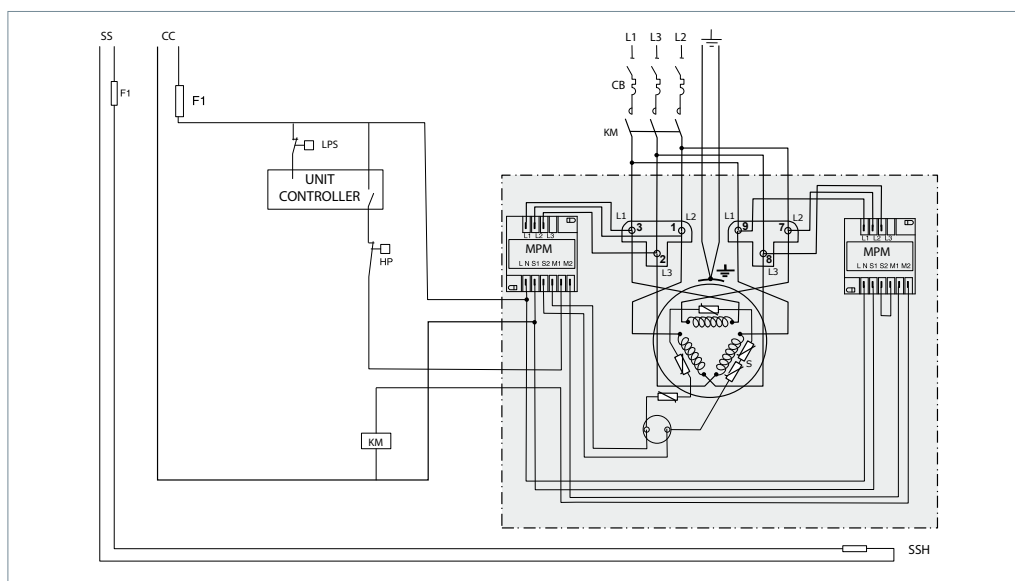 SS CC
F1
F1
LPS
UNIT
CONTROLLER
HP
KM
L1 L3 L2
CB
KM
L1 L2
3 1
2
L3
L1 L2
9 7
8
L3
L1 L2 L3
MPM
L N S1 S2 M1 M2
L1 L2 L3
MPM
L N S1 S2 M1 M2
S
SSH